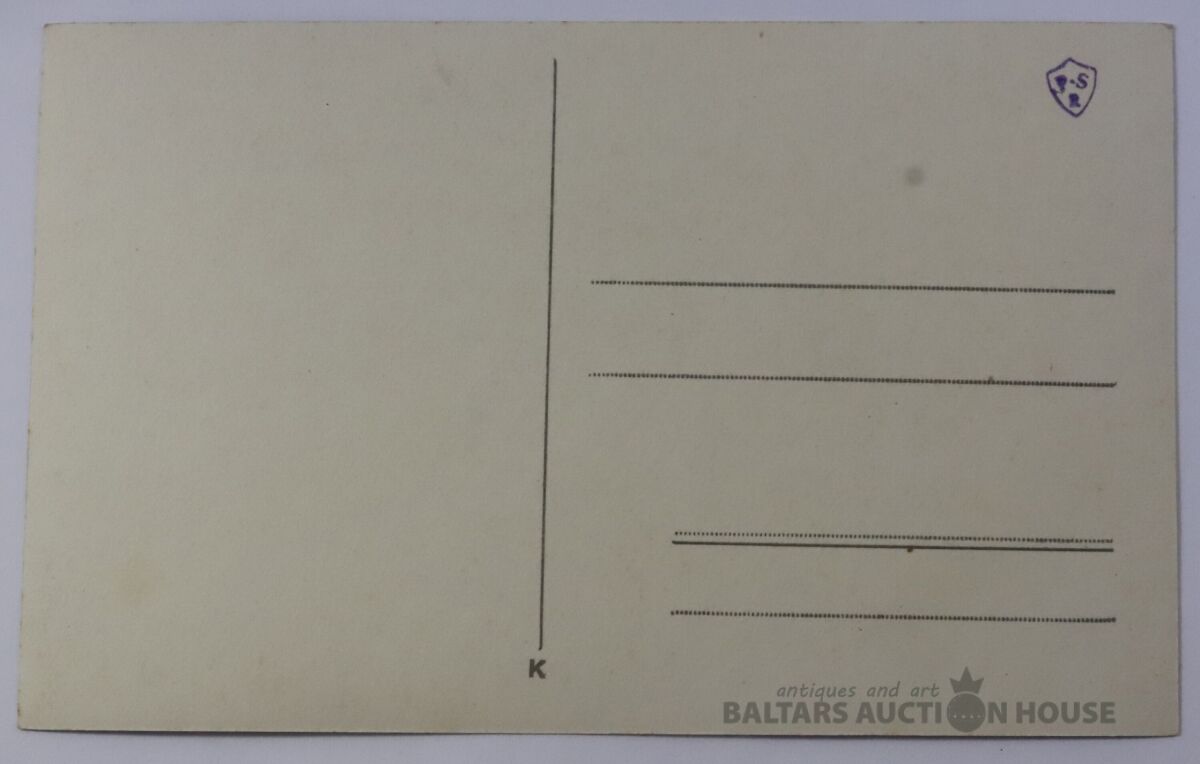 -S
R
K
antiques and art
BALTARS AUCTION HOUSE